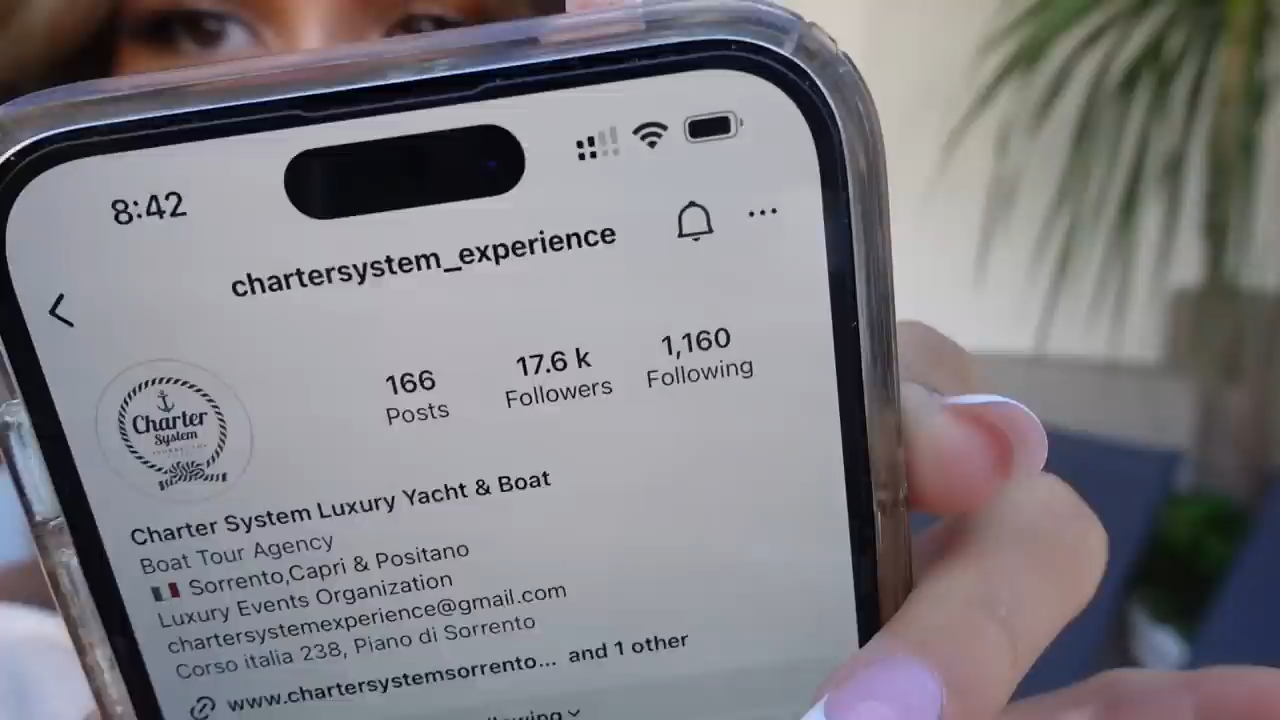 8:42
chartersystem_experience
166
Posts
17.6 k
Followers
1,160
Following
Charter
System
Charter System Luxury Yacht & Boat
Boat Tour Agency
🇮🇹 Sorrento,Capri & Positano
Luxury Events Organization
chartersystemexperience@gmail.com
Corso italia 238, Piano di Sorrento
www.chartersystemsorrento... and 1 other